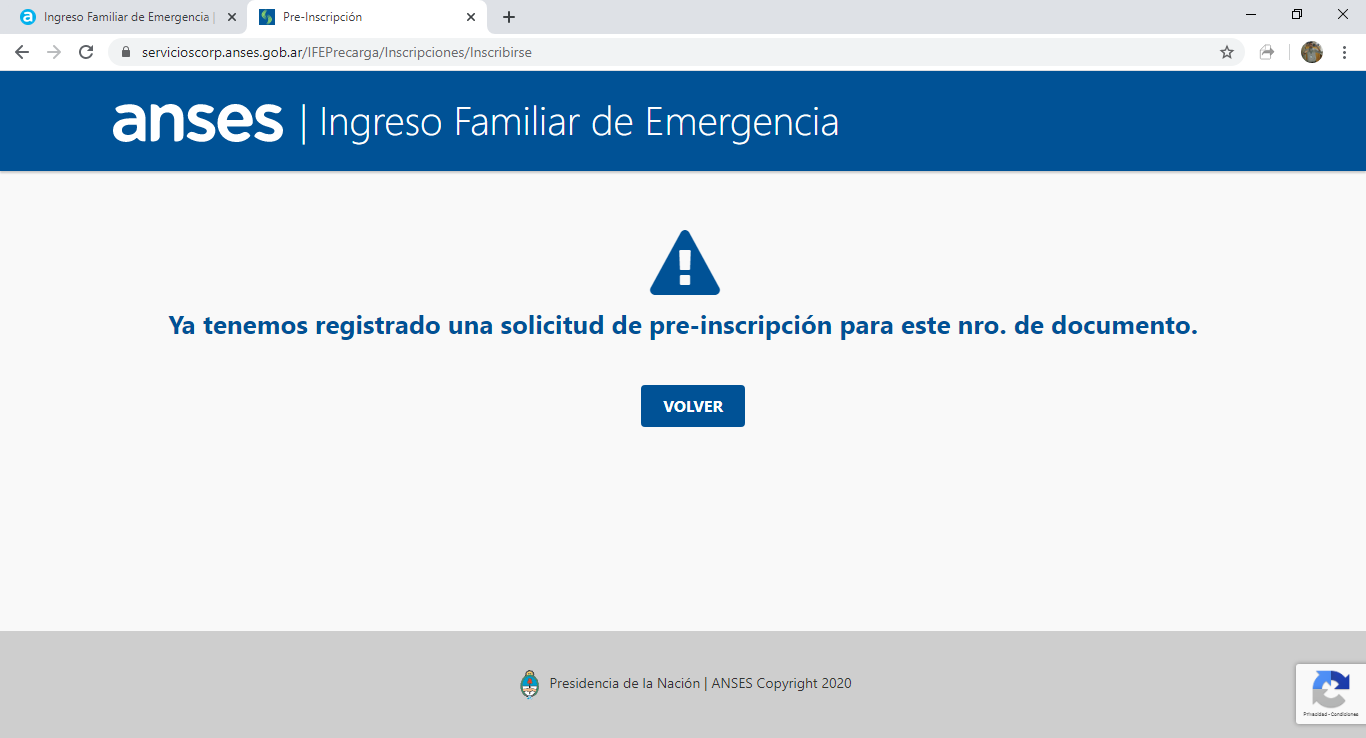 Ingreso Familiar de Emergencia |
Pre-Inscripción
servicioscorp.anses.gob.ar/IFEPrecarga/Inscripciones/Inscribirse
anses | Ingreso Familiar de Emergencia
Ya tenemos registrado una solicitud de pre-inscripción para este nro. de documento.
VOLVER
Presidencia de la Nación | ANSES Copyright 2020
Privacidad - Condiciones